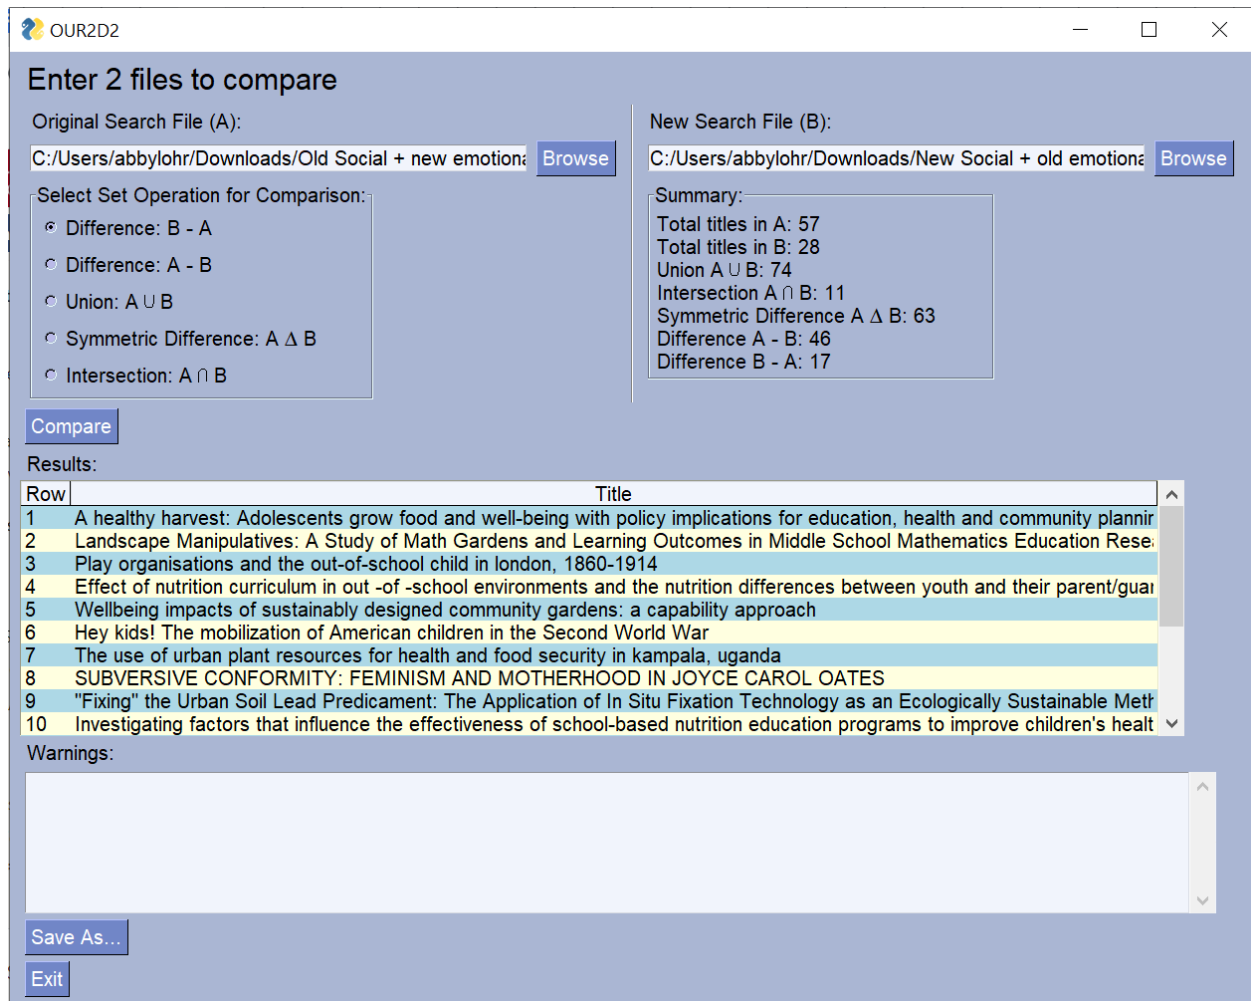 OUR2D2
Enter 2 files to compare
Original Search File (A):
C:/Users/abbylohr/Downloads/Old Social + new emotiona
Browse
New Search File (B):
C:/Users/abbylohr/Downloads/New Social + old emotiona
Browse
Select Set Operation for Comparison:
Difference: B - A
Difference: A - B
Union: A ∪ B
Symmetric Difference: A Δ B
Intersection: A ∩ B
Summary:
Total titles in A: 57
Total titles in B: 28
Union A ∪ B: 74
Intersection A ∩ B: 11
Symmetric Difference A Δ B: 63
Difference A - B: 46
Difference B - A: 17
Compare
Results:
Row Title
1 A healthy harvest: Adolescents grow food and well-being with policy implications for education, health and community plannin
2 Landscape Manipulatives: A Study of Math Gardens and Learning Outcomes in Middle School Mathematics Education Resea
3 Play organisations and the out-of-school child in london, 1860-1914
4 Effect of nutrition curriculum in out -of -school environments and the nutrition differences between youth and their parent/guar
5 Wellbeing impacts of sustainably designed community gardens: a capability approach
6 Hey kids! The mobilization of American children in the Second World War
7 The use of urban plant resources for health and food security in kampala, uganda
8 SUBVERSIVE CONFORMITY: FEMINISM AND MOTHERHOOD IN JOYCE CAROL OATES
9 "Fixing" the Urban Soil Lead Predicament: The Application of In Situ Fixation Technology as an Ecologically Sustainable Meth
10 Investigating factors that influence the effectiveness of school-based nutrition education programs to improve children's healt
Warnings:
Save As...
Exit